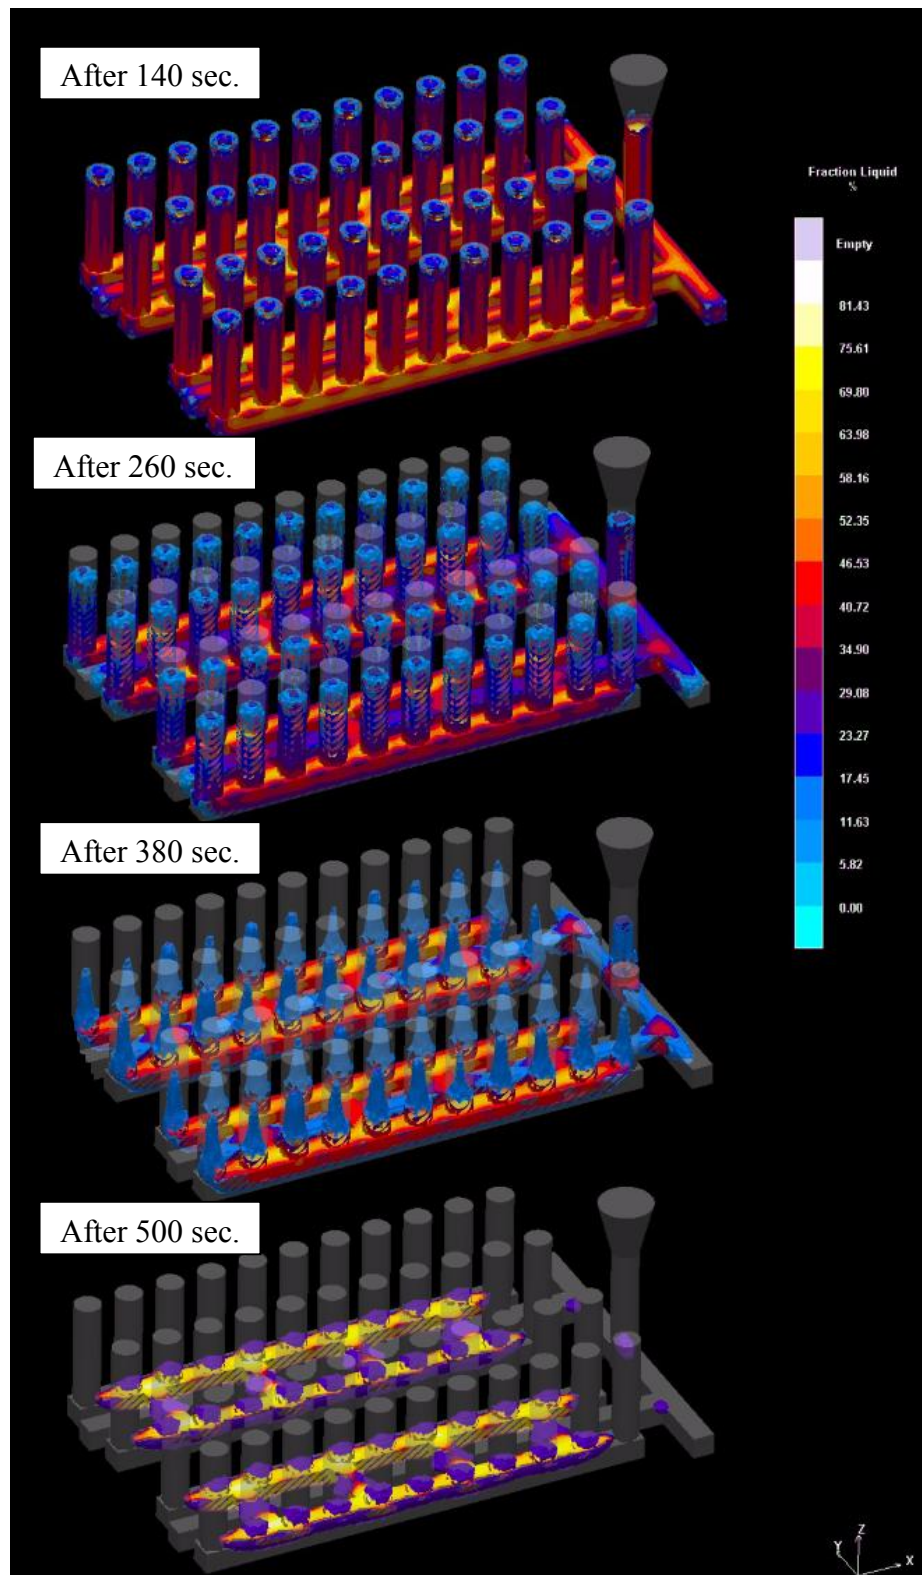 After 140 sec.
Fraction Liquid
%
Empty
81.43
75.61
69.80
63.98
58.16
52.35
46.53
40.72
34.90
29.08
23.27
17.45
11.63
5.82
0.00
After 260 sec.
After 380 sec.
After 500 sec.
Z
Y
X